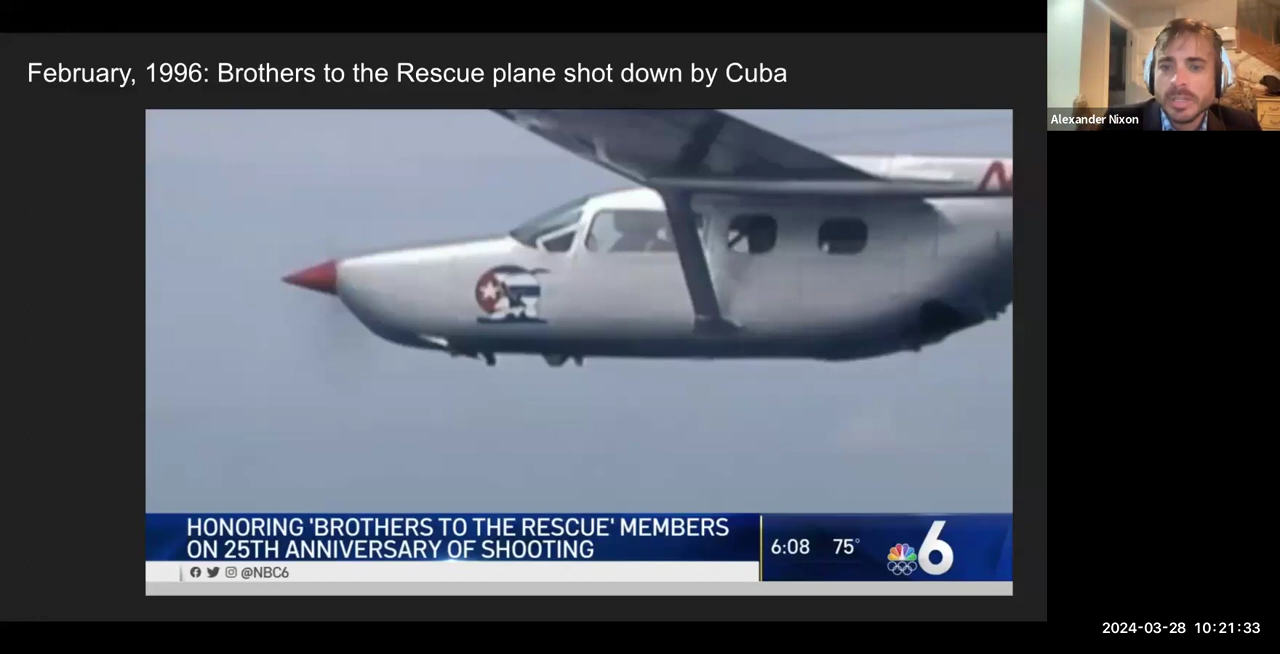 February, 1996: Brothers to the Rescue plane shot down by Cuba
Alexander Nixon
HONORING 'BROTHERS TO THE RESCUE' MEMBERS
ON 25TH ANNIVERSARY OF SHOOTING
6:08 75°
6
@NBC6
2024-03-28 10:21:33